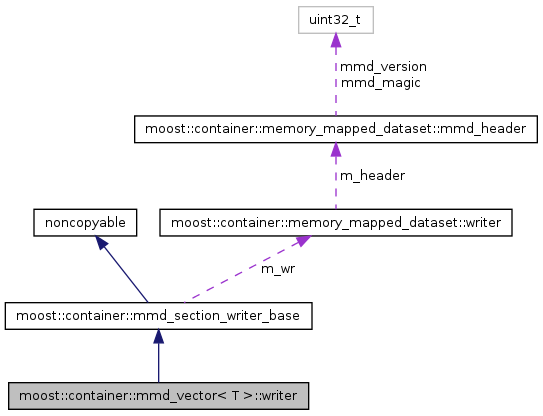 uint32_t
mmd_version
mmd_magic
moost::container::memory_mapped_dataset::mmd_header
m_header
noncopyable
moost::container::memory_mapped_dataset::writer
m_wr
moost::container::mmd_section_writer_base
moost::container::mmd_vector< T >::writer